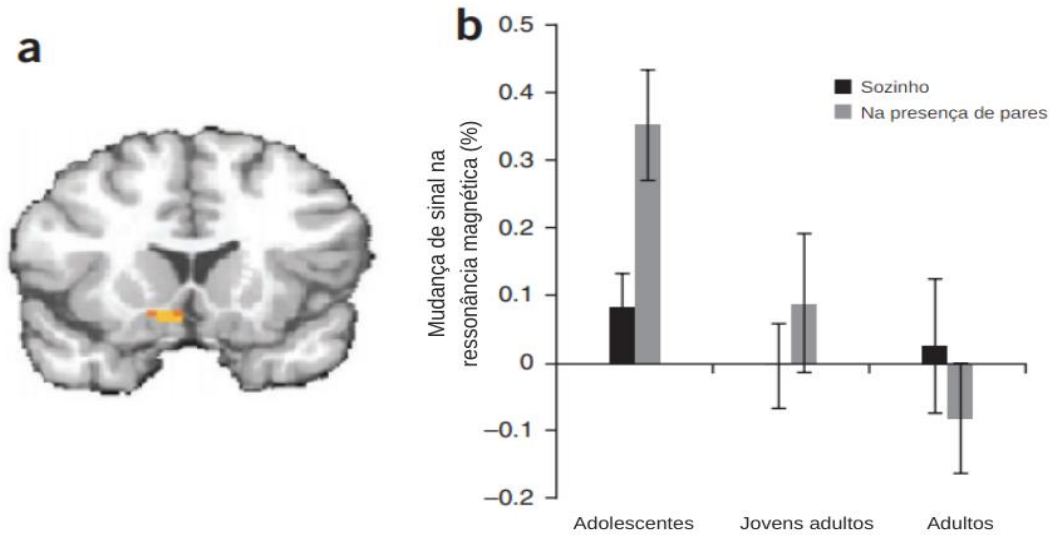 a
b
Mudança de sinal na
ressonância magnética (%)
0.5
0.4
0.3
0.2
0.1
0
–0.1
–0.2
Sozinho
Na presença de pares
Adolescentes
Jovens adultos
Adultos